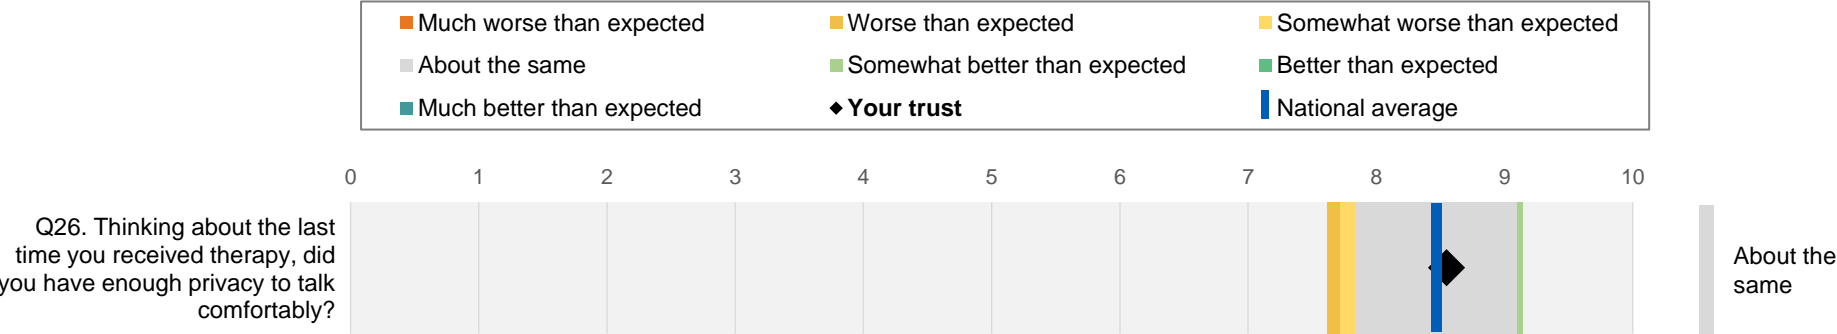 Much worse than expected
Worse than expected
Somewhat worse than expected
About the same
Somewhat better than expected
Better than expected
Much better than expected
Your trust
National average
0 1 2 3 4 5 6 7 8 9 10
Q26. Thinking about the last
time you received therapy, did
you have enough privacy to talk
comfortably?
About the
same